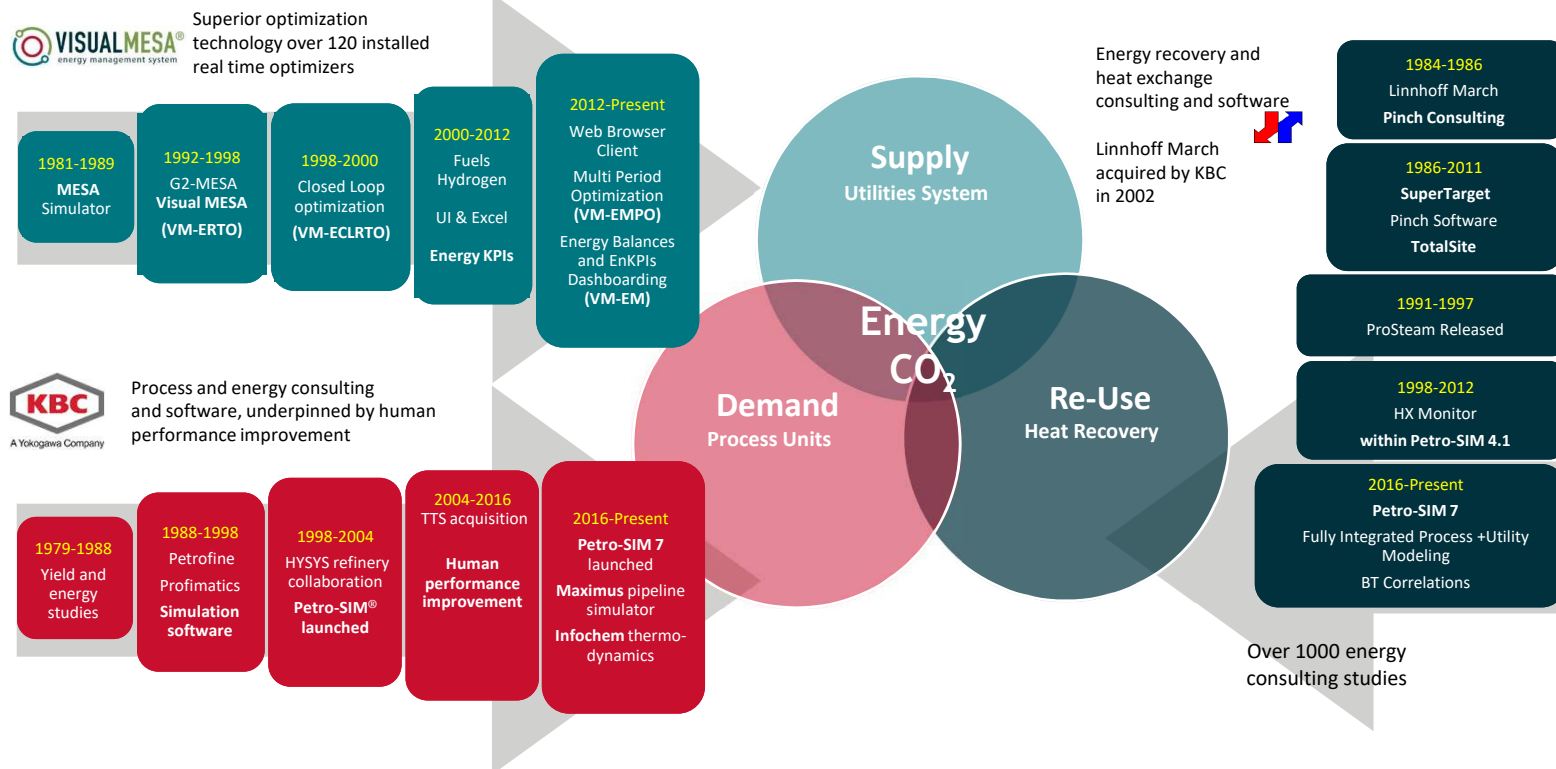 VISUALMESA®
energy management system
Superior optimization
technology over 120 installed
real time optimizers
1981-1989
MESA
Simulator
1992-1998
G2-MESA
Visual MESA
(VM-ERTO)
1998-2000
Closed Loop
optimization
(VM-ECLRTO)
2000-2012
Fuels
Hydrogen
UI & Excel
Energy KPIs
2012-Present
Web Browser
Client
Multi Period
Optimization
(VM-EMPO)
Energy Balances
and EnKPIs
Dashboarding
(VM-EM)
KBC
A Yokogawa Company
Process and energy consulting
and software, underpinned by human
performance improvement
1979-1988
Yield and
energy
studies
1988-1998
Petrofine
Profimatics
Simulation
software
1998-2004
HYSYS refinery
collaboration
Petro-SIM®
launched
2004-2016
TTS acquisition
Human
performance
improvement
2016-Present
Petro-SIM 7
launched
Maximus pipeline
simulator
Infochem thermo-
dynamics
Supply
Utilities System
Energy
CO₂
Demand
Process Units
Re-Use
Heat Recovery
Energy recovery and
heat exchange
consulting and software
Linnhoff March
acquired by KBC
in 2002
1984-1986
Linnhoff March
Pinch Consulting
1986-2011
SuperTarget
Pinch Software
TotalSite
1991-1997
ProSteam Released
1998-2012
HX Monitor
within Petro-SIM 4.1
2016-Present
Petro-SIM 7
Fully Integrated Process +Utility
Modeling
BT Correlations
Over 1000 energy
consulting studies